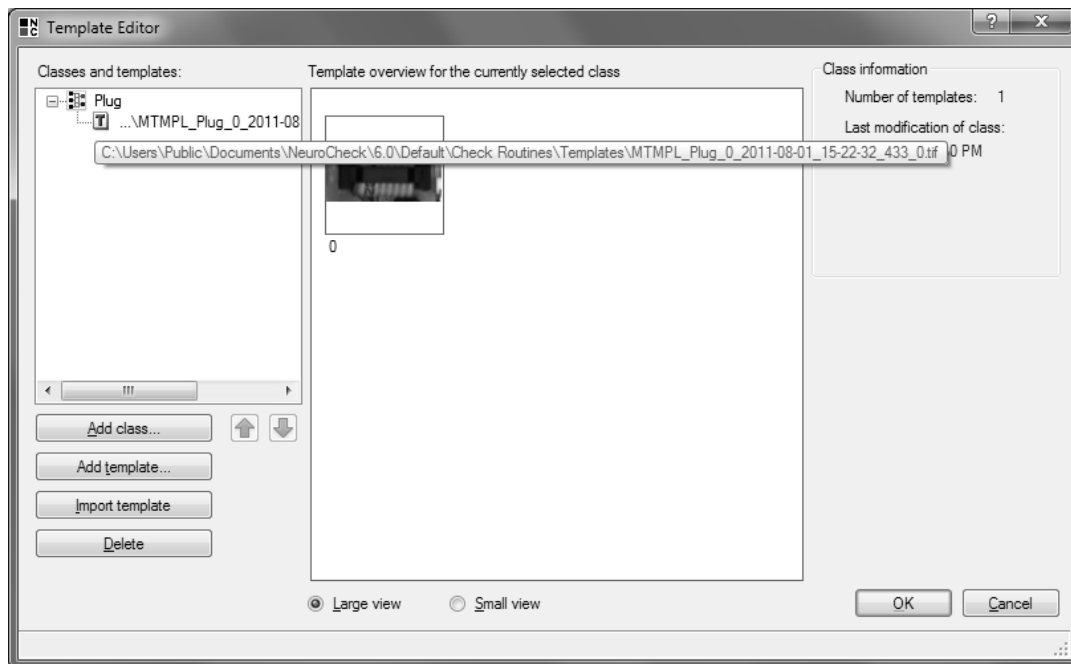 NC Template Editor
Classes and templates:
Template overview for the currently selected class
Class information
Plug
T ...\MTMPL_Plug_0_2011-08
Number of templates: 1
Last modification of class:
C:\Users\Public\Documents\NeuroCheck\6.0\Default\Check Routines\Templates\MTMPL_Plug_0_2011-08-01_15-22-32_433_0.tif
0 PM
0
Add class...
Add template...
Import template
Delete
Large view
Small view
OK
Cancel